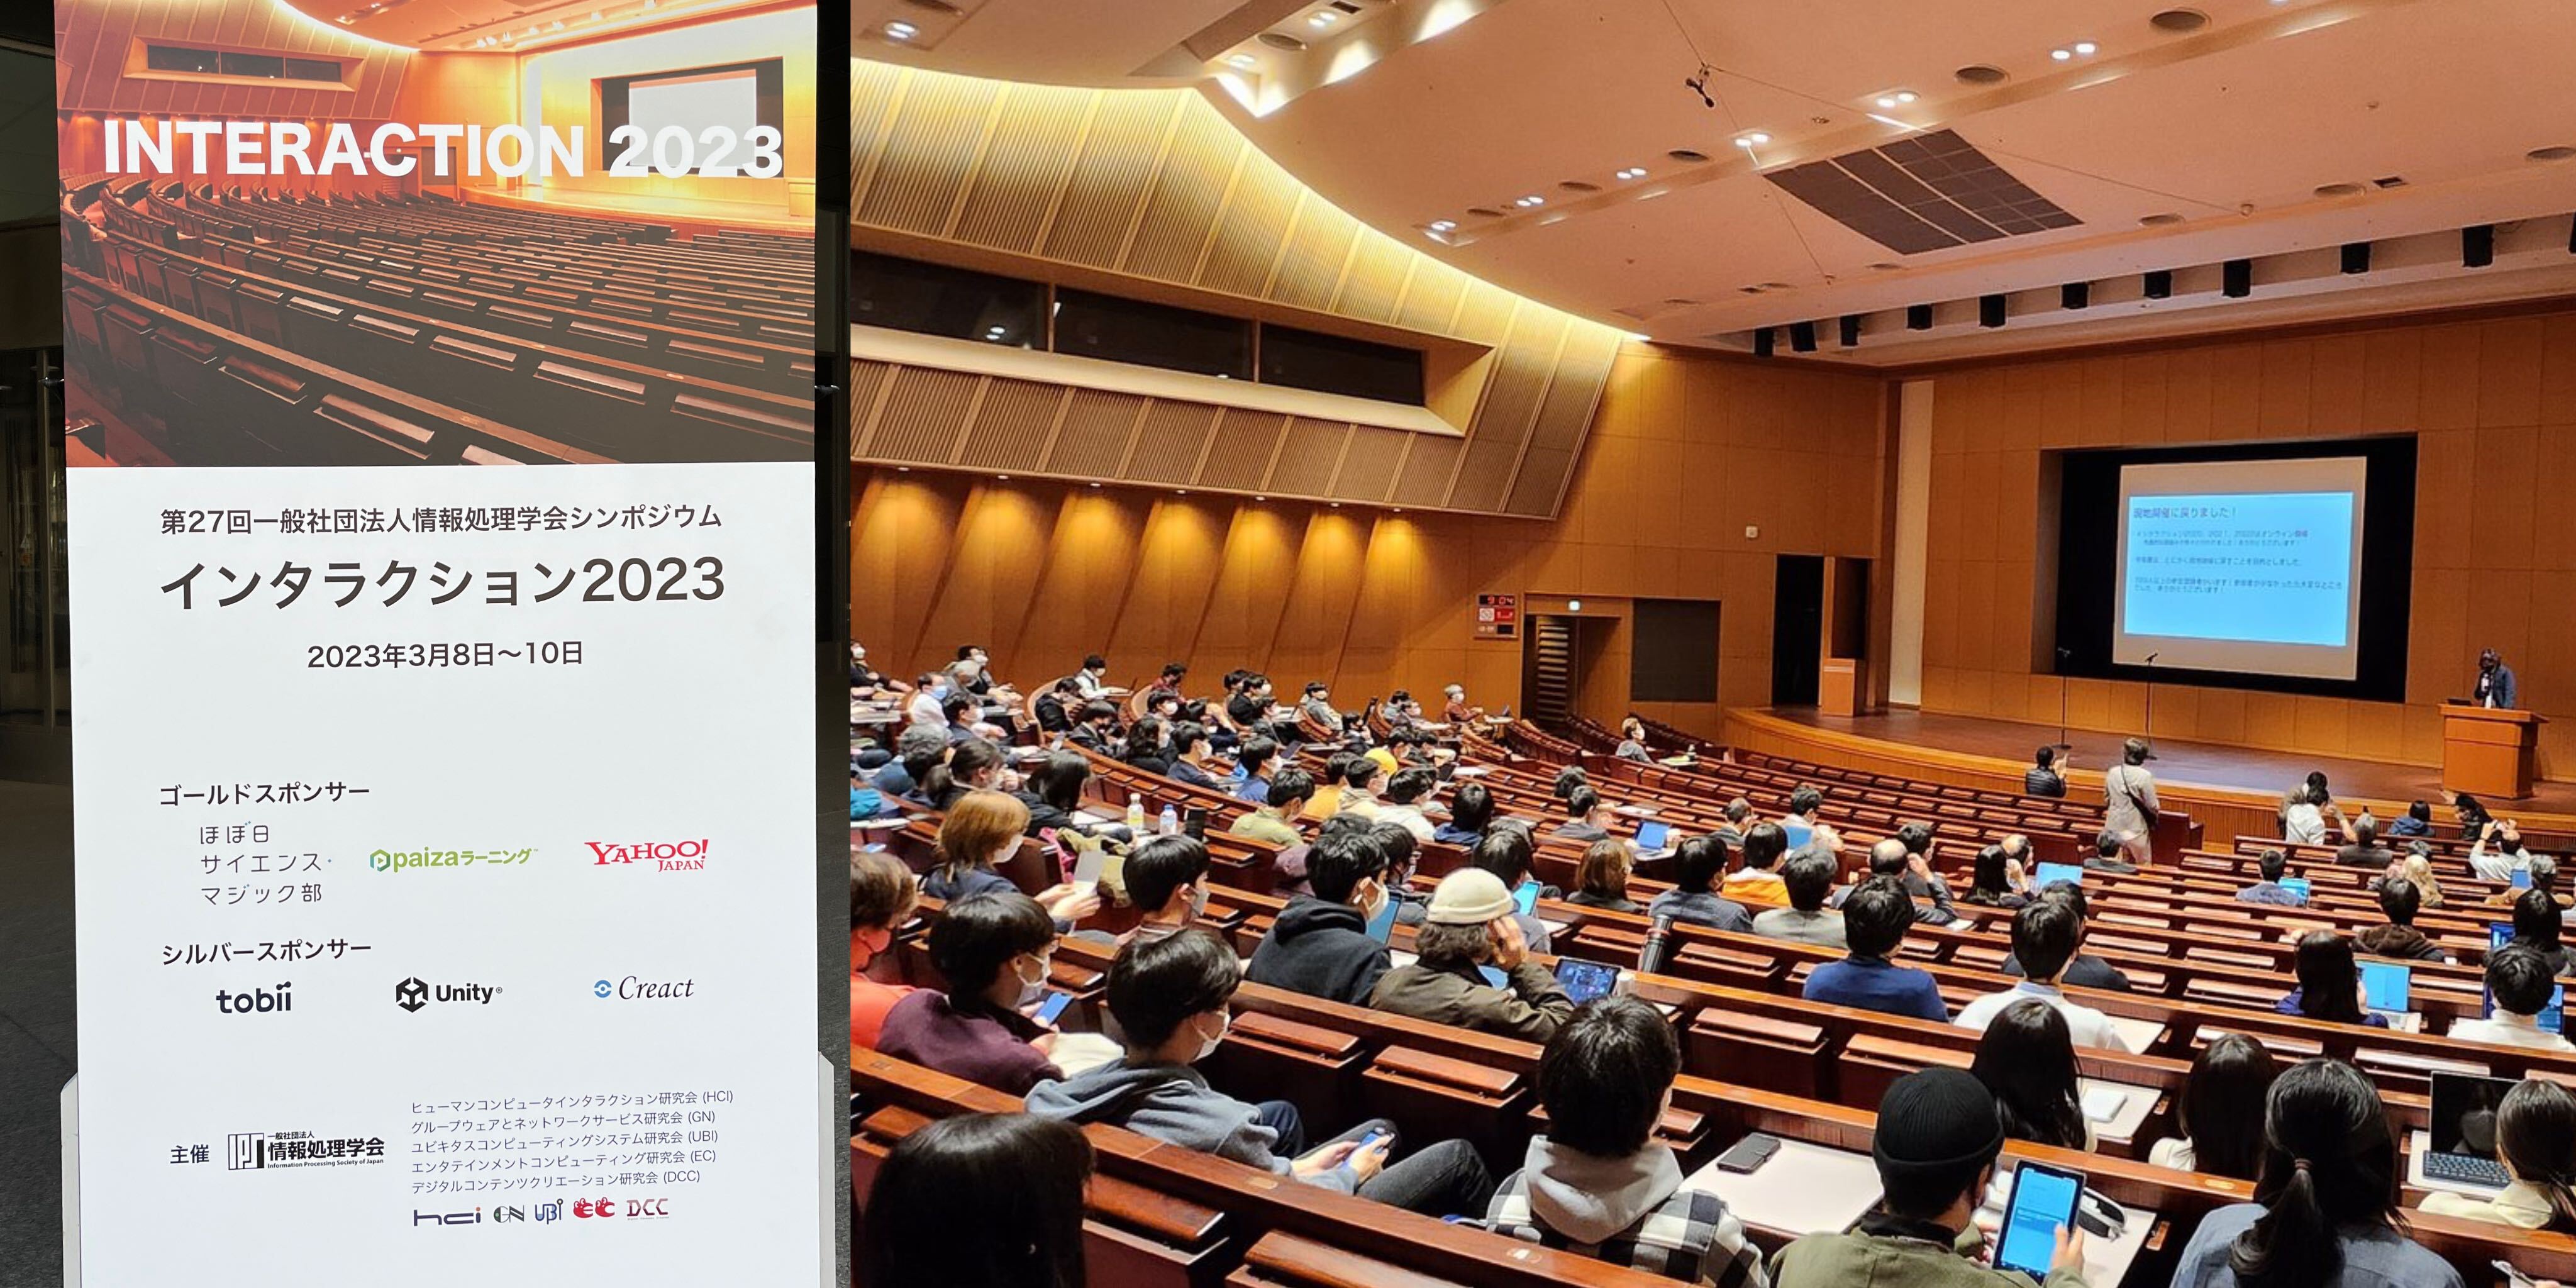 INTERACTION 2023
第27回一般社団法人情報処理学会シンポジウム
インタラクション2023
2023年3月8日～10日
ゴールドスポンサー
ほぼ日
サイエンス・
マジック部
paizaラーニング
YAHOO!
JAPAN
シルバースポンサー
tobii
Unity®
Creact
主催
一般社団法人
情報処理学会
Information Processing Society of Japan
ヒューマンコンピュータインタラクション研究会 (HCI)
グループウェアとネットワークサービス研究会 (GN)
ユビキタスコンピューティングシステム研究会 (UBI)
エンタテインメントコンピューティング研究会 (EC)
デジタルコンテンツクリエーション研究会 (DCC)
hci GN UBI EC DCC
現地開催に戻りました！